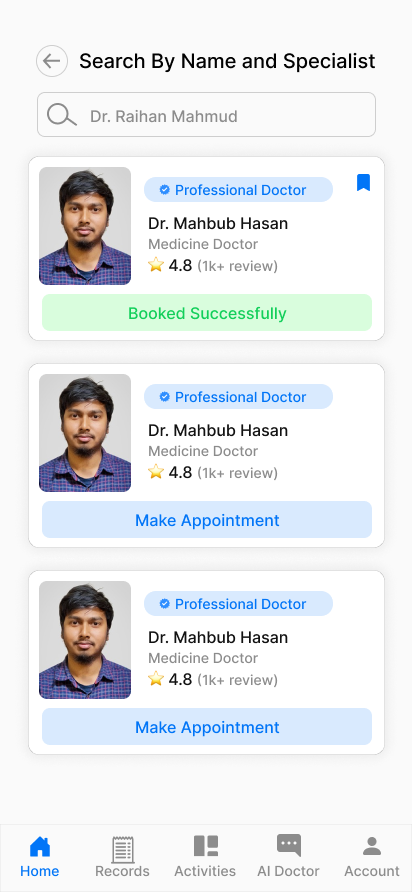 Search By Name and Specialist
Dr. Raihan Mahmud
Professional Doctor
Dr. Mahbub Hasan
Medicine Doctor
4.8 (1k+ review)
Booked Successfully
Professional Doctor
Dr. Mahbub Hasan
Medicine Doctor
4.8 (1k+ review)
Make Appointment
Professional Doctor
Dr. Mahbub Hasan
Medicine Doctor
4.8 (1k+ review)
Make Appointment
Home Records Activities AI Doctor Account